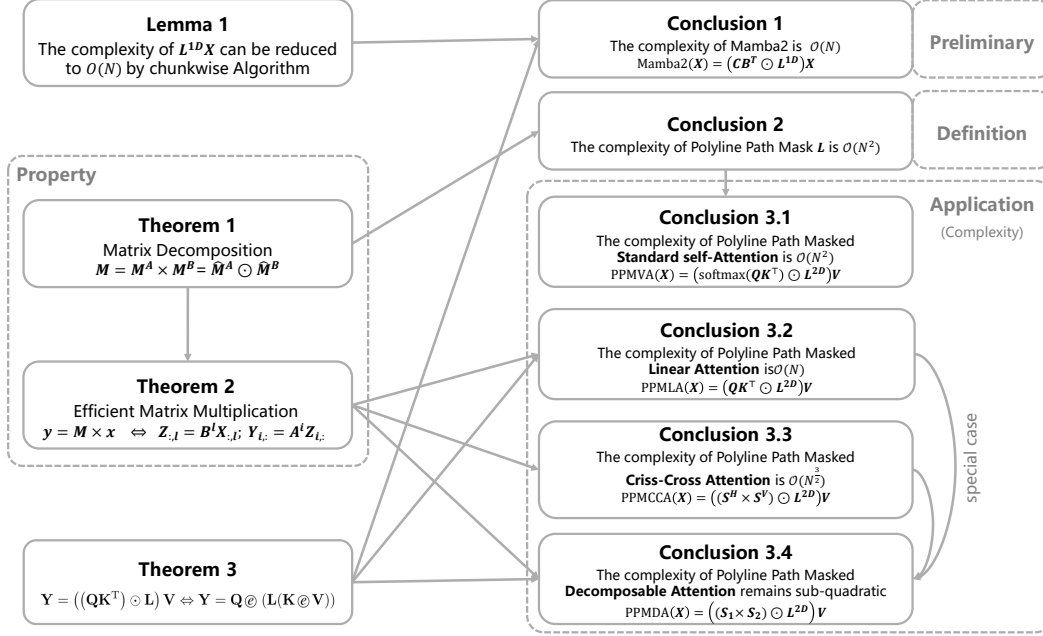 Lemma 1
The complexity of L^{1D}X can be reduced
to O(N) by chunkwise Algorithm
Property
Theorem 1
Matrix Decomposition
M = M^A × M^B = M̂^A ⊙ M̂^B
Theorem 2
Efficient Matrix Multiplication
y = M × x ⇔ Z_{:,l} = B^l X_{:,l}; Y_{i,:} = A^i Z_{i,:}
Theorem 3
Y = ((QK^T) ⊙ L) V ⇔ Y = Q ⓔ (L(K ⓔ V))
Conclusion 1
The complexity of Mamba2 is O(N)
Mamba2(X) = (CB^T ⊙ L^{1D})X
Preliminary
Conclusion 2
The complexity of Polyline Path Mask L is O(N^2)
Definition
Application
(Complexity)
Conclusion 3.1
The complexity of Polyline Path Masked
Standard self-Attention is O(N^2)
PPMVA(X) = (softmax(QK^⊤) ⊙ L^{2D})V
Conclusion 3.2
The complexity of Polyline Path Masked
Linear Attention isO(N)
PPMLA(X) = (QK^⊤ ⊙ L^{2D})V
Conclusion 3.3
The complexity of Polyline Path Masked
Criss-Cross Attention is O(N^{3/2})
PPMCCA(X) = ((S^H × S^V) ⊙ L^{2D})V
Conclusion 3.4
The complexity of Polyline Path Masked
Decomposable Attention remains sub-quadratic
PPMDA(X) = ((S_1 × S_2) ⊙ L^{2D})V
special case